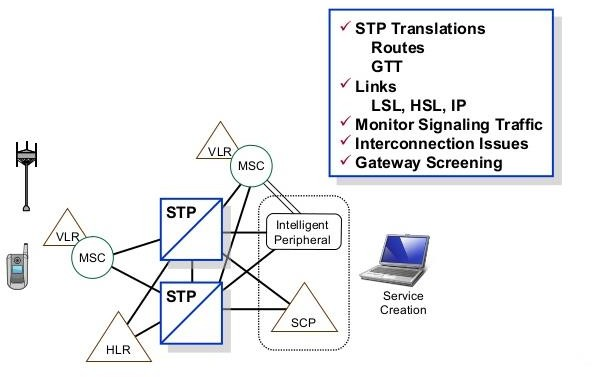 STP Translations
Routes
GTT
Links
LSL, HSL, IP
Monitor Signaling Traffic
Interconnection Issues
Gateway Screening
VLR
MSC
STP
Intelligent
Peripheral
VLR
MSC
Service
Creation
STP
SCP
HLR